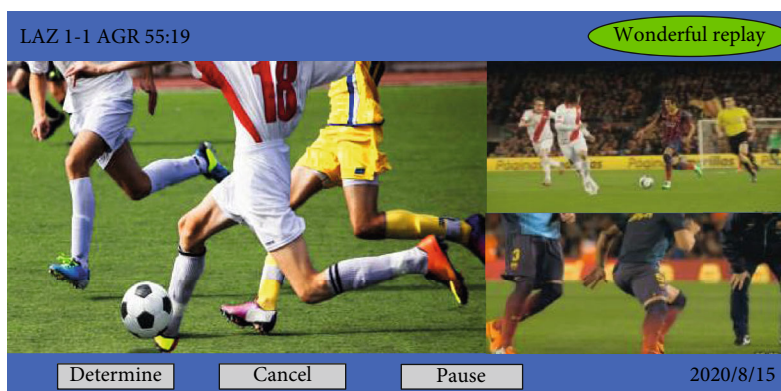 LAZ 1-1 AGR 55:19
Wonderful replay
18
Determine
Cancel
Pause
2020/8/15